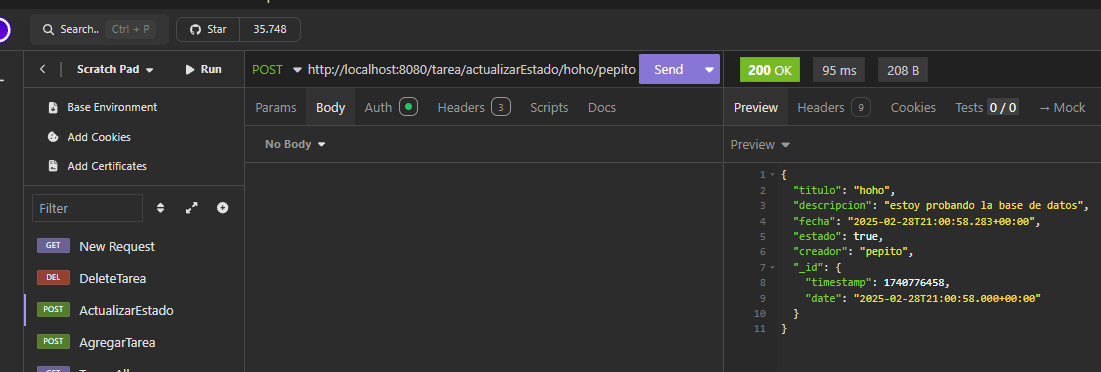 Search.. Ctrl + P Star 35.748
Scratch Pad Run
Base Environment
Add Cookies
Add Certificates
Filter
GET New Request
DEL DeleteTarea
POST ActualizarEstado
POST AgregarTarea
POST http://localhost:8080/tarea/actualizarEstado/hoho/pepito Send
Params Body Auth Headers 3 Scripts Docs
No Body
200 OK 95 ms 208 B
Preview Headers 9 Cookies Tests 0 / 0 → Mock
Preview
1 {
2 "titulo": "hoho",
3 "descripcion": "estoy probando la base de datos",
4 "fecha": "2025-02-28T21:00:58.283+00:00",
5 "estado": true,
6 "creador": "pepito",
7 "_id": {
8 "timestamp": 1740776458,
9 "date": "2025-02-28T21:00:58.000+00:00"
10 }
11 }